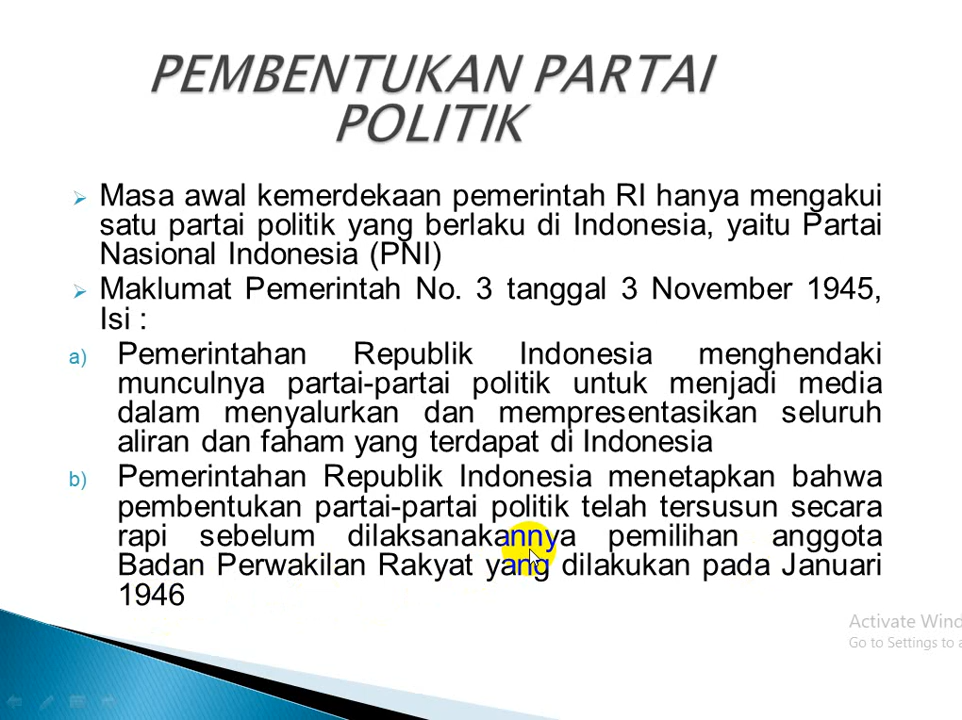 PEMBENTUKAN PARTAI
POLITIK
Masa awal kemerdekaan pemerintah RI hanya mengakui
satu partai politik yang berlaku di Indonesia, yaitu Partai
Nasional Indonesia (PNI)
Maklumat Pemerintah No. 3 tanggal 3 November 1945,
Isi :
a) Pemerintahan Republik Indonesia menghendaki
munculnya partai-partai politik untuk menjadi media
dalam menyalurkan dan mempresentasikan seluruh
aliran dan faham yang terdapat di Indonesia
b) Pemerintahan Republik Indonesia menetapkan bahwa
pembentukan partai-partai politik telah tersusun secara
rapi sebelum dilaksanakannya pemilihan anggota
Badan Perwakilan Rakyat yang dilakukan pada Januari
1946
Activate Wind
Go to Settings to a